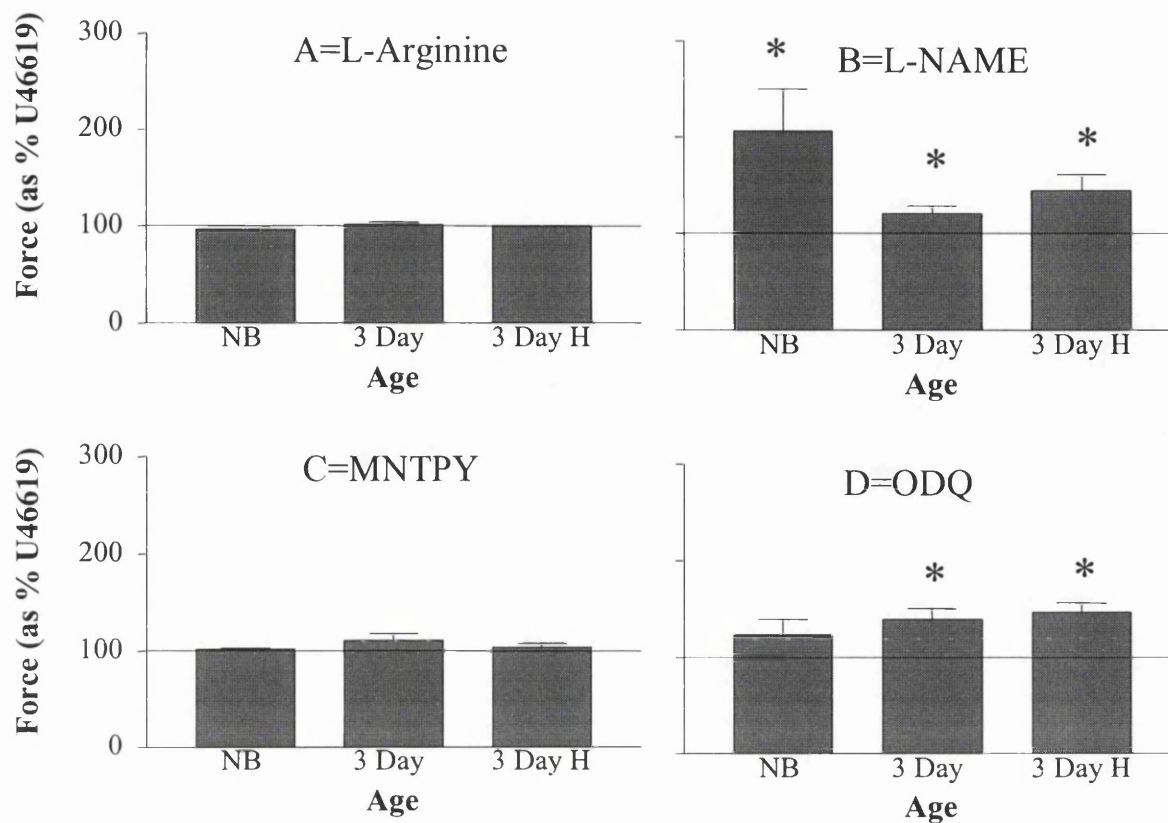 A=L-Arginine
Force (as % U46619)
300
200
100
0
NB 3 Day 3 Day H
Age
B=L-NAME
*
*
*
NB 3 Day 3 Day H
Age
C=MNTPY
Force (as % U46619)
300
200
100
0
NB 3 Day 3 Day H
Age
D=ODQ
*
*
NB 3 Day 3 Day H
Age